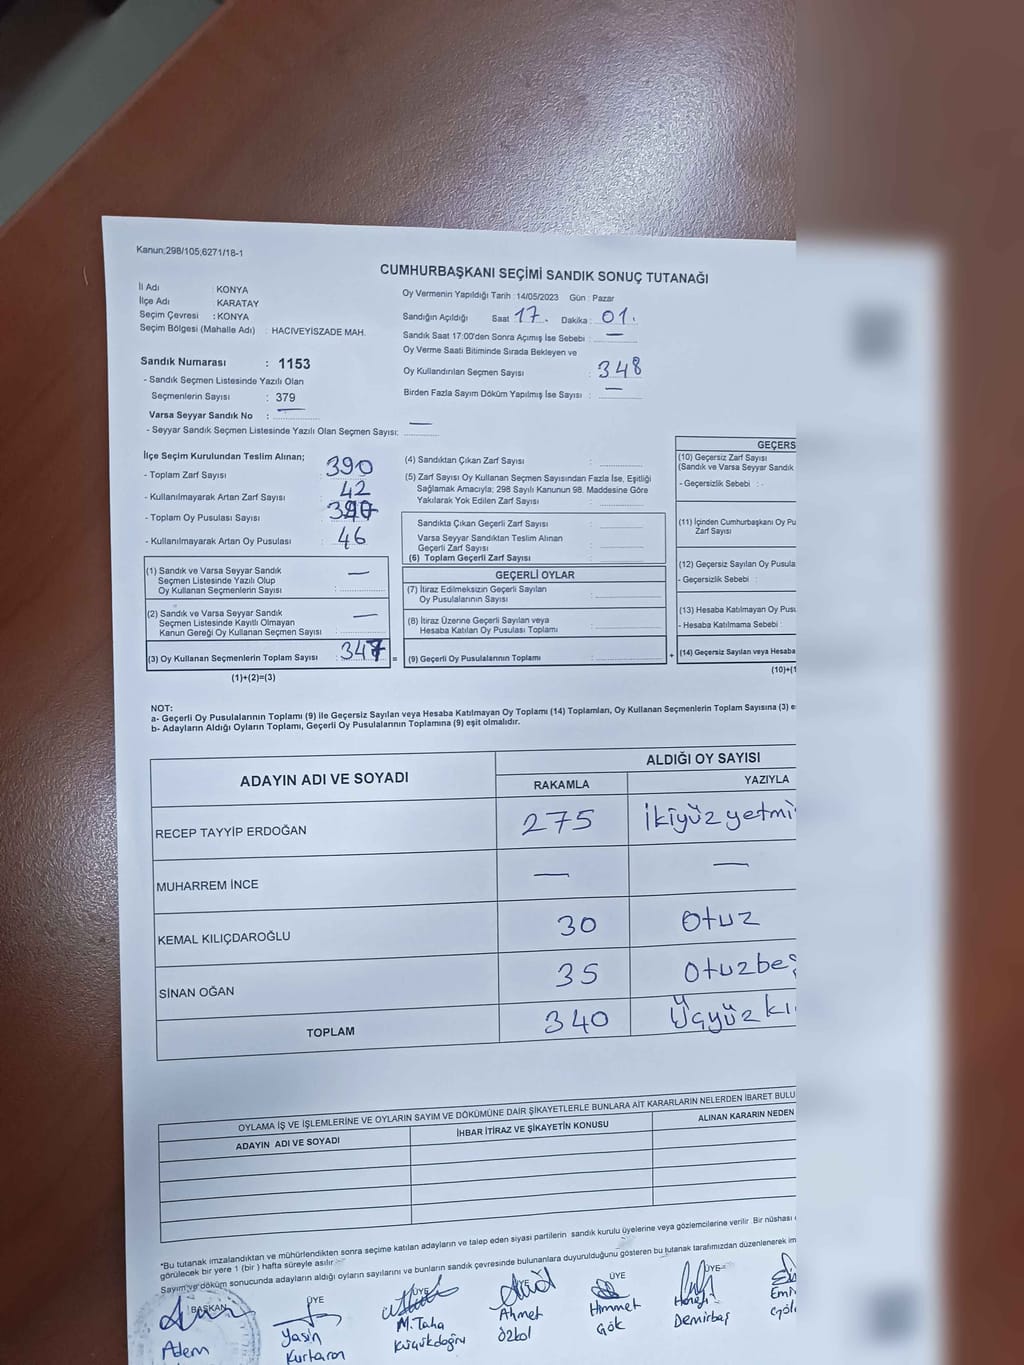 Kanun;298/105;6271/18-1
CUMHURBAŞKANI SEÇİMİ SANDIK SONUÇ TUTANAĞI
İli Adı : KONYA
İlçe Adı : KARATAY
Seçim Çevresi : KONYA
Seçim Bölgesi (Mahalle Adı) : HACIVEYİSZADE MAH.
Sandık Numarası : 1153
- Sandık Seçmen Listesinde Yazılı Olan
Seçmenlerin Sayısı : 379
Varsa Seyyar Sandık No : —
- Seyyar Sandık Seçmen Listesinde Yazılı Olan Seçmen Sayısı: —
Oy Vermenin Yapıldığı Tarih : 14/05/2023 Gün : Pazar
Sandığın Açıldığı Saat 17. Dakika : 01.
Sandık Saat 17:00'den Sonra Açımış İse Sebebi : —
Oy Verme Saati Bitiminde Sırada Bekleyen ve
Oy Kullandırılan Seçmen Sayısı : 348
Birden Fazla Sayım Döküm Yapılmış İse Sayısı : —
İlçe Seçim Kurulundan Teslim Alınan;
- Toplam Zarf Sayısı : 390
- Kullanılmayarak Artan Zarf Sayısı : 42
- Toplam Oy Pusulası Sayısı :
- Kullanılmayarak Artan Oy Pusulası : 46
(1) Sandık ve Varsa Seyyar Sandık
Seçmen Listesinde Yazılı Olup
Oy Kullanan Seçmenlerin Sayısı : —
(2) Sandık ve Varsa Seyyar Sandık
Seçmen Listesinde Kayıtlı Olmayan
Kanun Gereği Oy Kullanan Seçmen Sayısı : —
(3) Oy Kullanan Seçmenlerin Toplam Sayısı : 347 =
(1)+(2)=(3)
(4) Sandıktan Çıkan Zarf Sayısı :
(5) Zarf Sayısı Oy Kullanan Seçmen Sayısından Fazla İse, Eşitliği
Sağlamak Amacıyla; 298 Sayılı Kanunun 98. Maddesine Göre
Yakılarak Yok Edilen Zarf Sayısı :
Sandıkta Çıkan Geçerli Zarf Sayısı :
Varsa Seyyar Sandıktan Teslim Alınan
Geçerli Zarf Sayısı :
(6) Toplam Geçerli Zarf Sayısı :
GEÇERLİ OYLAR
(7) İtiraz Edilmeksizin Geçerli Sayılan
Oy Pusulalarının Sayısı :
(8) İtiraz Üzerine Geçerli Sayılan veya
Hesaba Katılan Oy Pusulası Toplamı :
(9) Geçerli Oy Pusulalarının Toplamı : +
GEÇERS
(10) Geçersiz Zarf Sayısı
(Sandık ve Varsa Seyyar Sandık
- Geçersizlik Sebebi : -
(11) İçinden Cumhurbaşkanı Oy Pu
Zarf Sayısı
(12) Geçersiz Sayılan Oy Pusula
- Geçersizlik Sebebi :
(13) Hesaba Katılmayan Oy Pusu
- Hesaba Katılmama Sebebi :
(14) Geçersiz Sayılan veya Hesaba
(10)+(1
NOT:
a- Geçerli Oy Pusulalarının Toplamı (9) ile Geçersiz Sayılan veya Hesaba Katılmayan Oy Toplamı (14) Toplamları, Oy Kullanan Seçmenlerin Toplam Sayısına (3) e
b- Adayların Aldığı Oyların Toplamı, Geçerli Oy Pusulalarının Toplamına (9) eşit olmalıdır.
ADAYIN ADI VE SOYADI
ALDIĞI OY SAYISI
RAKAMLA YAZIYLA
RECEP TAYYİP ERDOĞAN 275 İkiyüz yetmi
MUHARREM İNCE — —
KEMAL KILIÇDAROĞLU 30 Otuz
SİNAN OĞAN 35 Otuzbeş
TOPLAM 340 Üçyüz kı
OYLAMA İŞ VE İŞLEMLERİNE VE OYLARIN SAYIM VE DÖKÜMÜNE DAİR ŞİKAYETLERLE BUNLARA AİT KARARLARIN NELERDEN İBARET BULU
ADAYIN ADI VE SOYADI İHBAR İTİRAZ VE ŞİKAYETİN KONUSU ALINAN KARARIN NEDEN
*Bu tutanak imzalandıktan ve mühürlendikten sonra seçime katılan adayların ve talep eden siyasi partilerin sandık kurulu üyelerine veya gözlemcilerine verilir. Bir nüshası
görülecek bir yere 1 (bir ) hafta süreyle asılır.
Sayım ve döküm sonucunda adayların aldığı oyların sayılarını ve bunların sandık çevresinde bulunanlara duyurulduğunu gösteren bu tutanak tarafımızdan düzenlenerek im
BAŞKAN ÜYE ÜYE ÜYE ÜYE ÜYE
Adem Yasin M.Taha Ahmet Himmet Demirbaş Emi
Kurtaran Küçükdoğru Özkol Gök